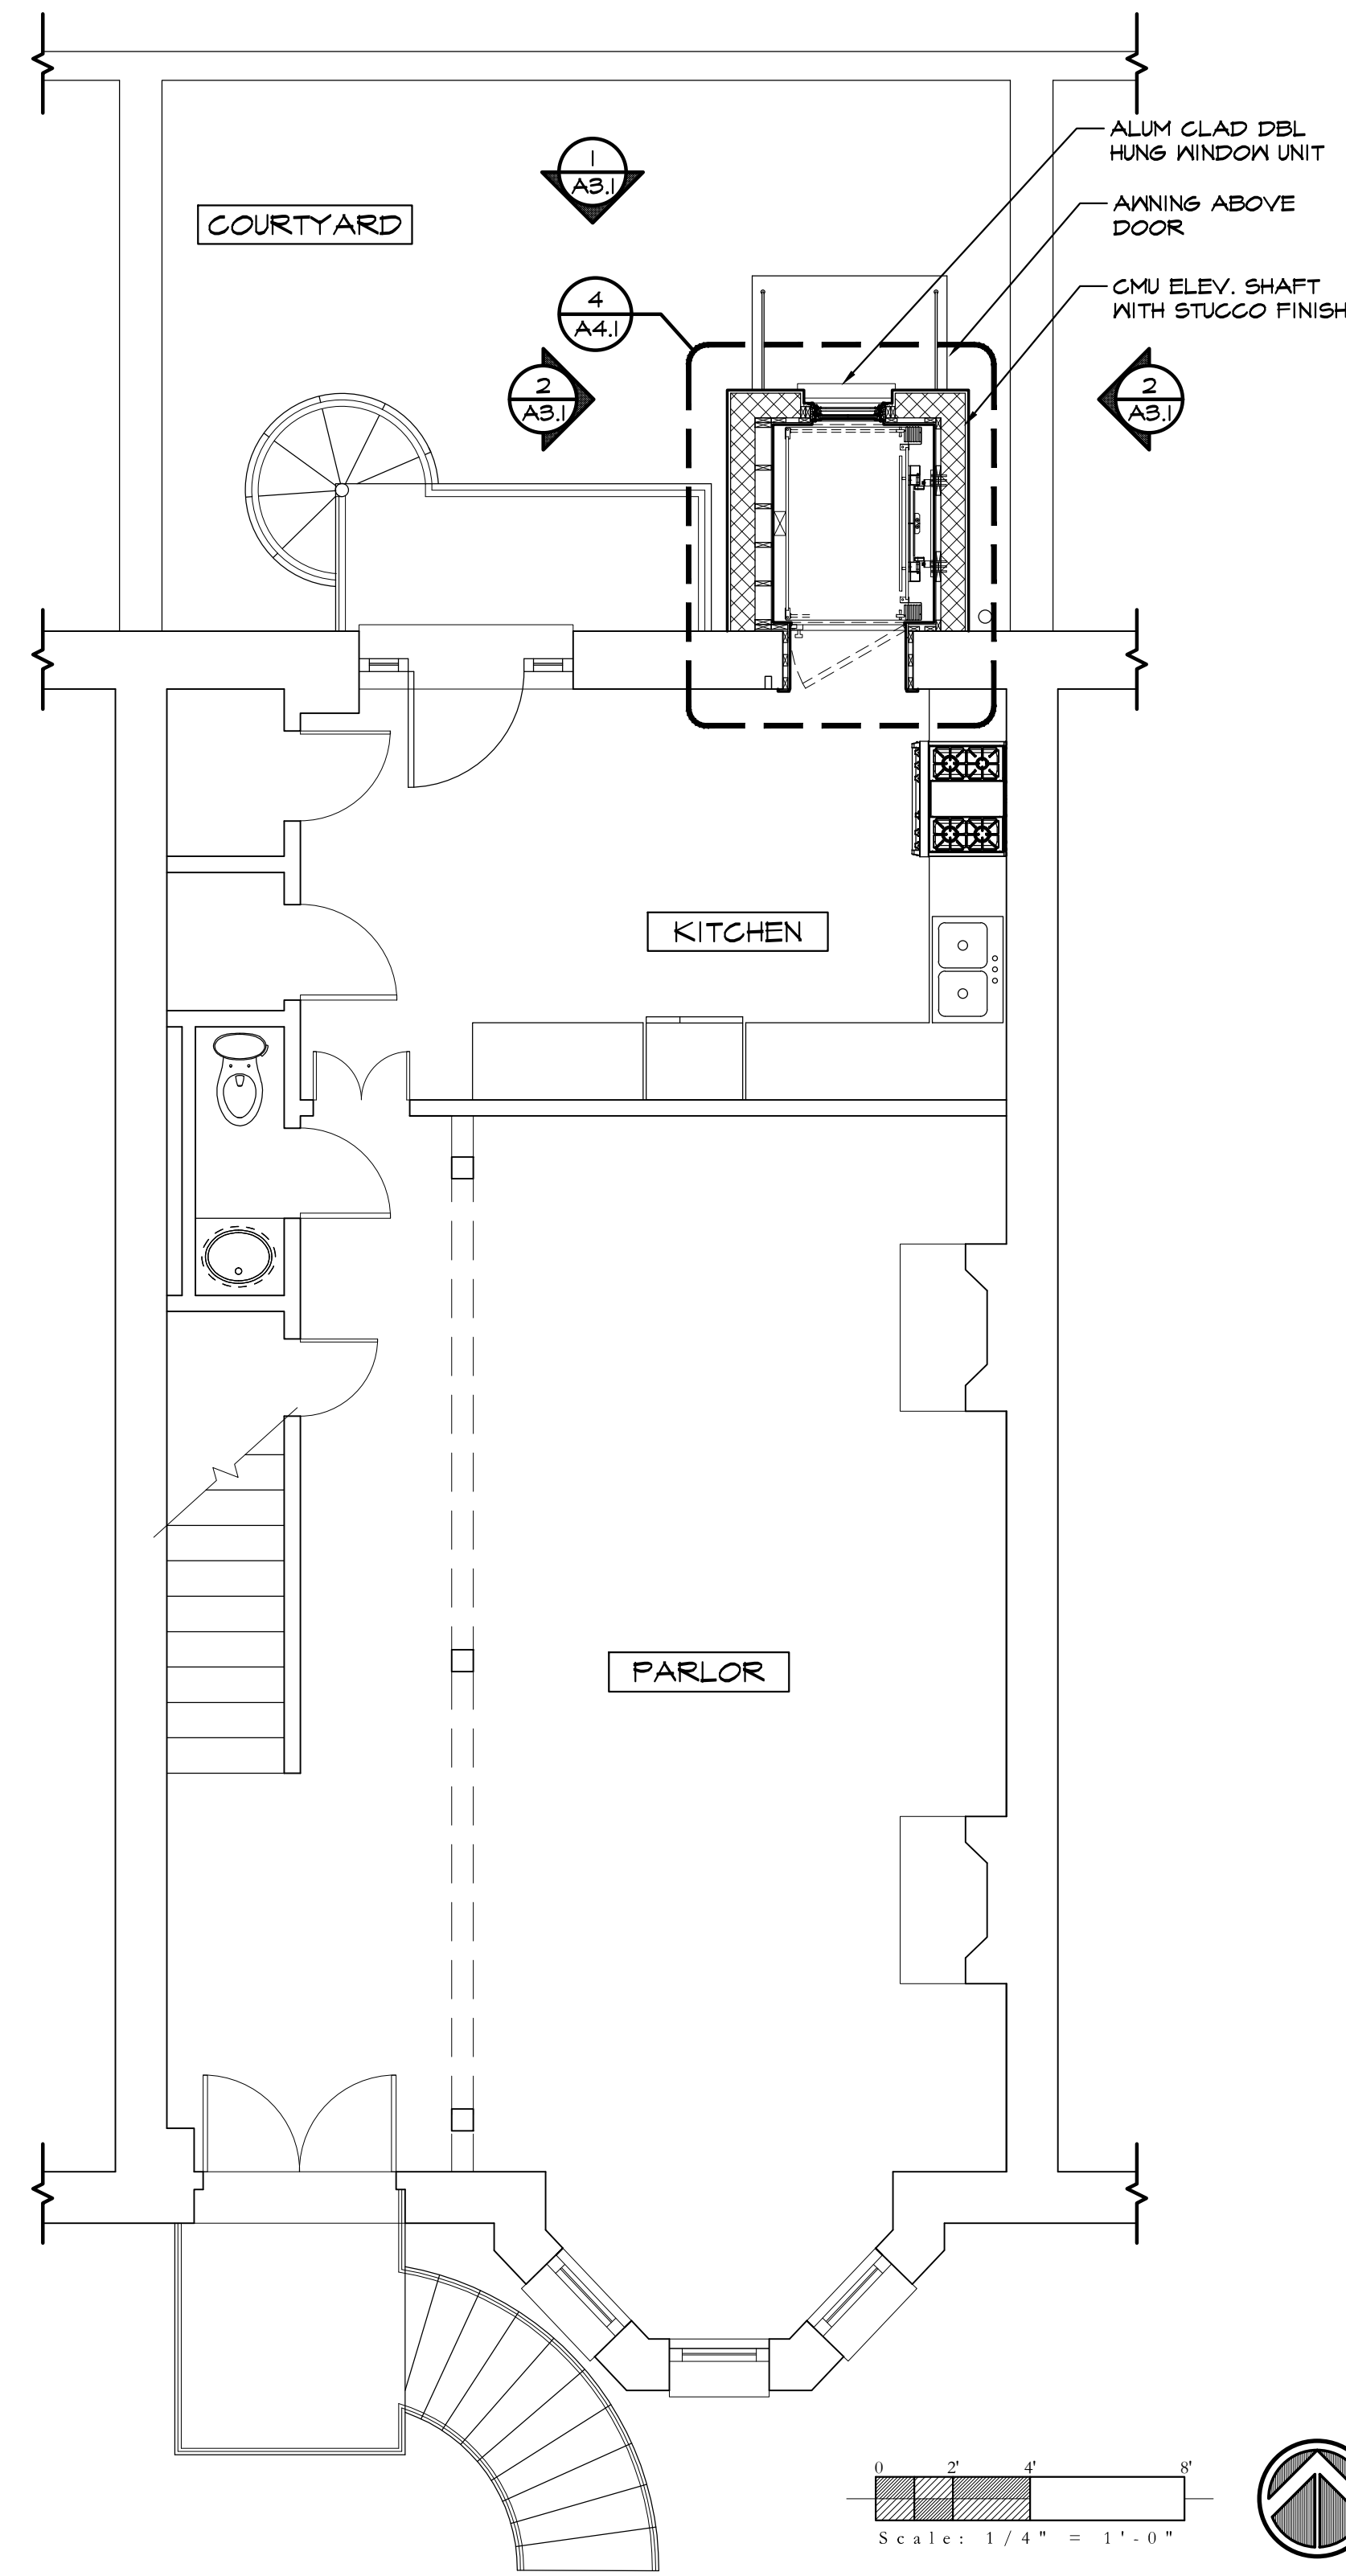 ALUM CLAD DBL
HUNG WINDOW UNIT
1
A3.1
AWNING ABOVE
DOOR
COURTYARD
CMU ELEV. SHAFT
WITH STUCCO FINISH
4
A4.1
2
A3.1
2
A3.1
KITCHEN
PARLOR
0 2' 4' 8'
Scale: 1/4" = 1'-0"